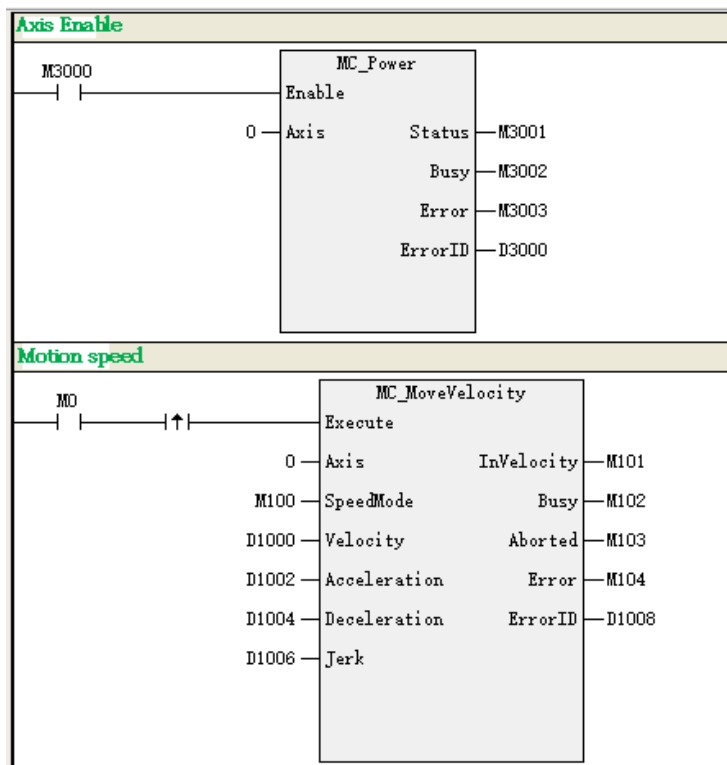 Axis Enable
M3000
MC_Power
Enable
0 Axis Status M3001
Busy M3002
Error M3003
ErrorID D3000
Motion speed
M0
MC_MoveVelocity
Execute
0 Axis InVelocity M101
M100 SpeedMode Busy M102
D1000 Velocity Aborted M103
D1002 Acceleration Error M104
D1004 Deceleration ErrorID D1008
D1006 Jerk